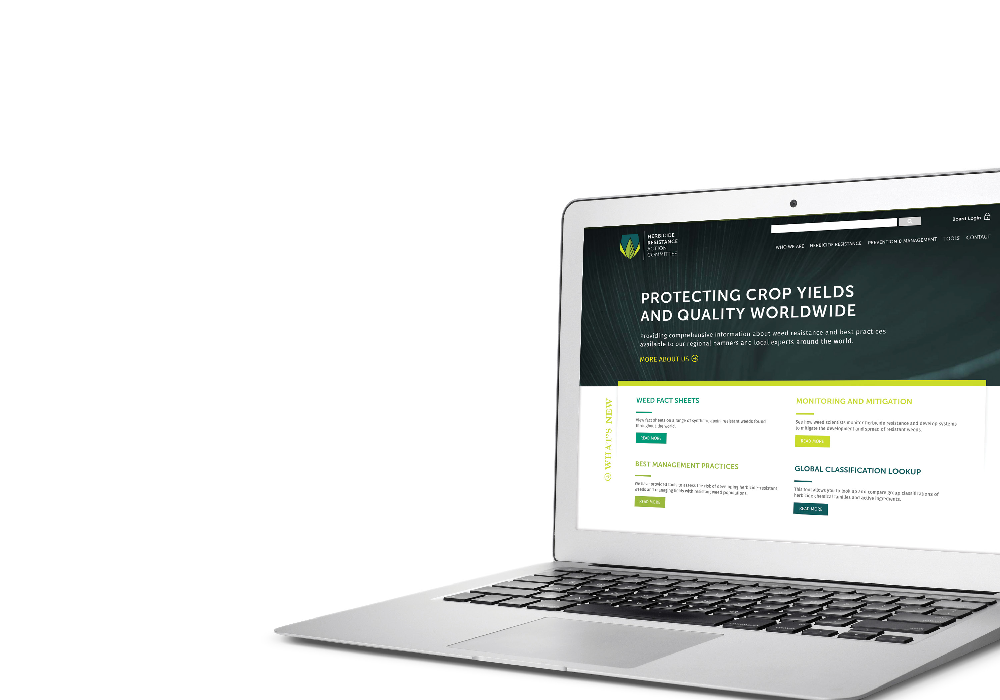 Board Login
HERBICIDE
RESISTANCE
ACTION
COMMITTEE
WHO WE ARE HERBICIDE RESISTANCE PREVENTION & MANAGEMENT TOOLS CONTACT
PROTECTING CROP YIELDS
AND QUALITY WORLDWIDE
Providing comprehensive information about weed resistance and best practices
available to our regional partners and local experts around the world.
MORE ABOUT US
WHAT'S NEW
WEED FACT SHEETS
View fact sheets on a range of synthetic auxin-resistant weeds found
throughout the world.
READ MORE
MONITORING AND MITIGATION
See how weed scientists monitor herbicide resistance and develop systems
to mitigate the development and spread of resistant weeds.
READ MORE
BEST MANAGEMENT PRACTICES
We have provided tools to assess the risk of developing herbicide-resistant
weeds and managing fields with resistant weed populations.
READ MORE
GLOBAL CLASSIFICATION LOOKUP
This tool allows you to look up and compare group classifications of
herbicide chemical families and active ingredients.
READ MORE
command
option
shift